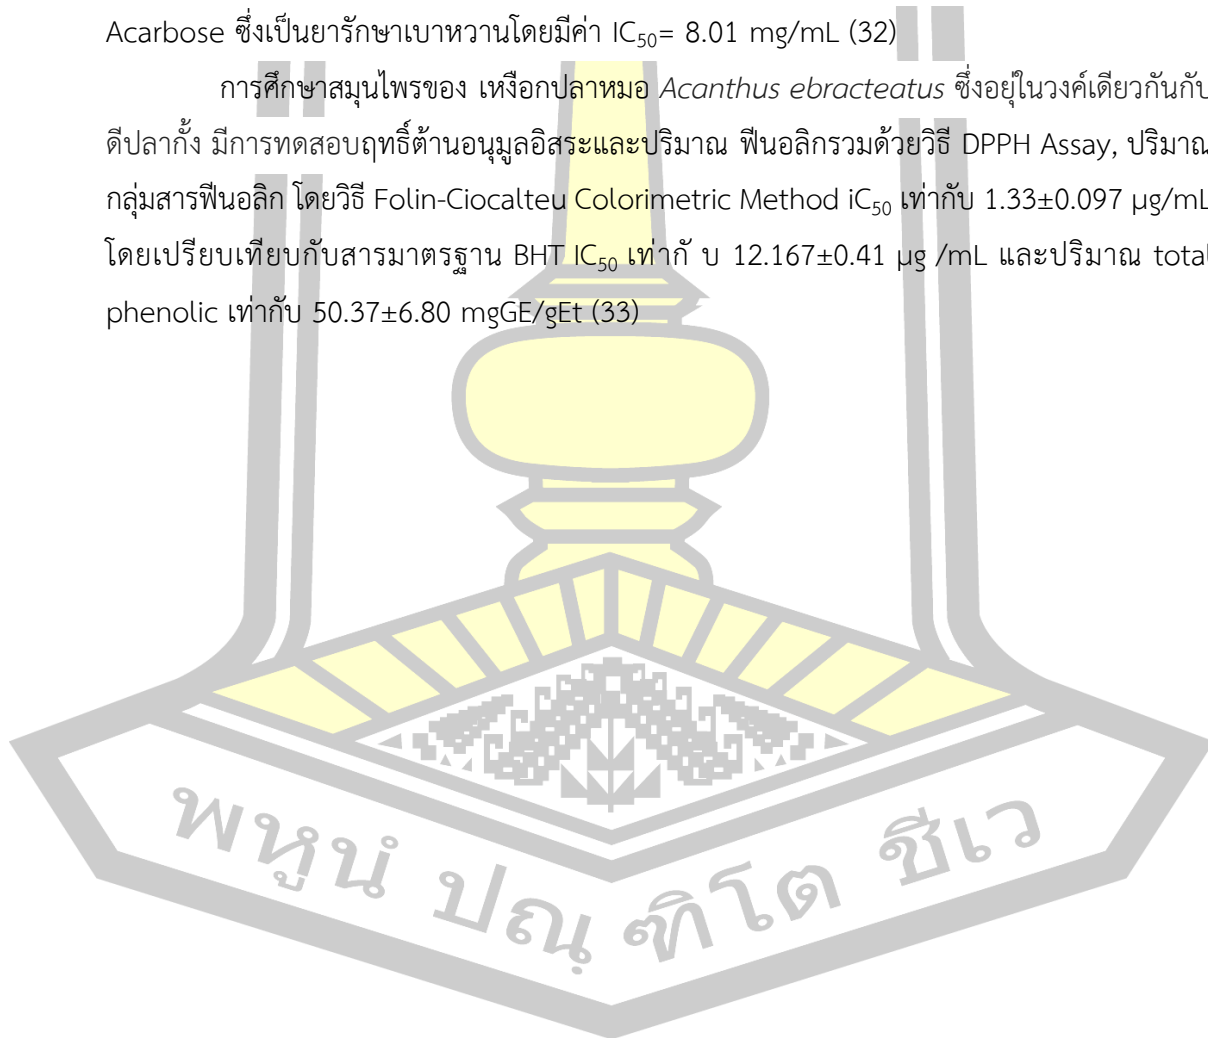 Acarbose ซึ่งเป็นยารักษาเบาหวานโดยมีค่า IC₅₀= 8.01 mg/mL (32)
การศึกษาสมุนไพรของ เหงือกปลาหมอ Acanthus ebracteatus ซึ่งอยู่ในวงค์เดียวกันกับ
ดีปลากั้ง มีการทดสอบฤทธิ์ต้านอนุมูลอิสระและปริมาณ ฟีนอลิกรวมด้วยวิธี DPPH Assay, ปริมาณ
กลุ่มสารฟีนอลิก โดยวิธี Folin-Ciocalteu Colorimetric Method iC₅₀ เท่ากับ 1.33±0.097 µg/mL
โดยเปรียบเทียบกับสารมาตรฐาน BHT IC₅₀ เท่ากั บ 12.167±0.41 µg /mL และปริมาณ total
phenolic เท่ากับ 50.37±6.80 mgGE/gEt (33)
พหูนํ ปณฺฑิโต ชีเว